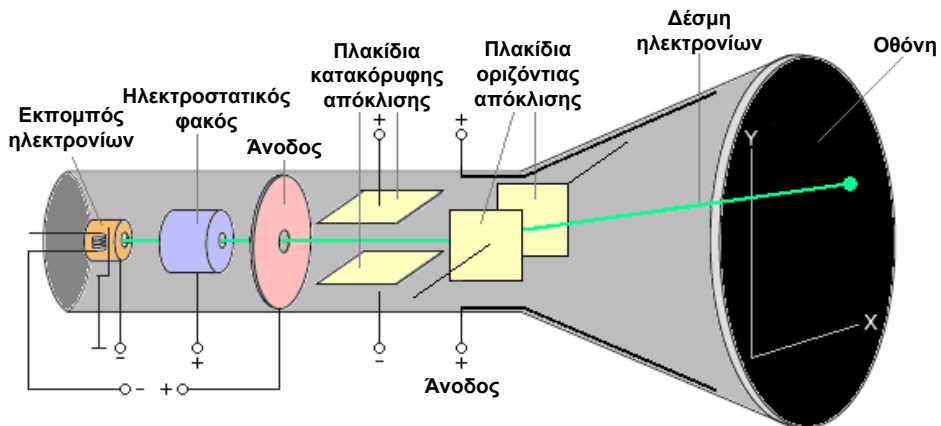 Εκπομπός
ηλεκτρονίων
Ηλεκτροστατικός
φακός
Άνοδος
Πλακίδια
κατακόρυφης
απόκλισης
Πλακίδια
οριζόντιας
απόκλισης
Δέσμη
ηλεκτρονίων
Οθόνη
+
+
Y
X
-
+
-
+
- +
Άνοδος